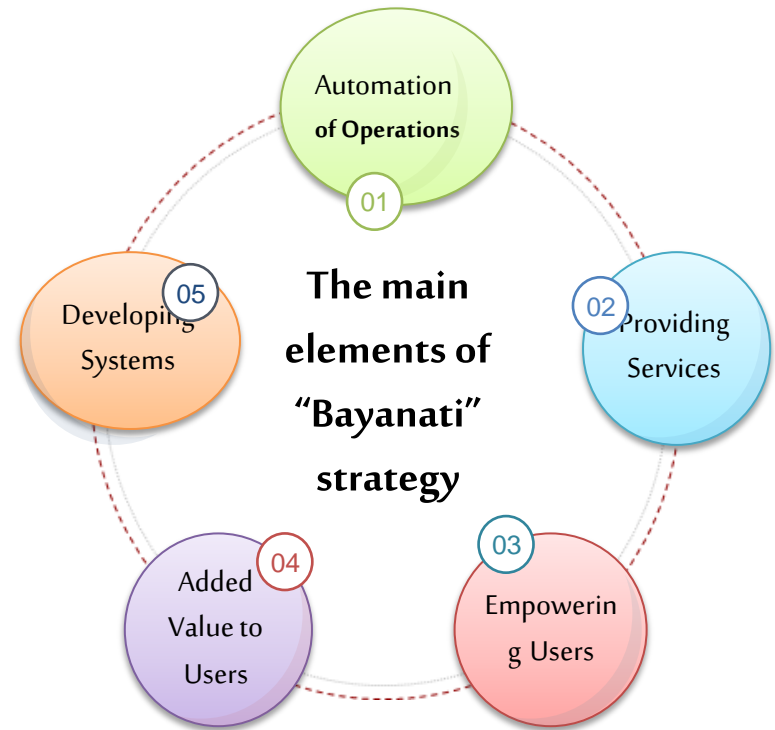 Automation
of Operations
01
The main
elements of
“Bayanati”
strategy
02
Providing
Services
03
Empowerin
g Users
04
Added
Value to
Users
05
Developing
Systems